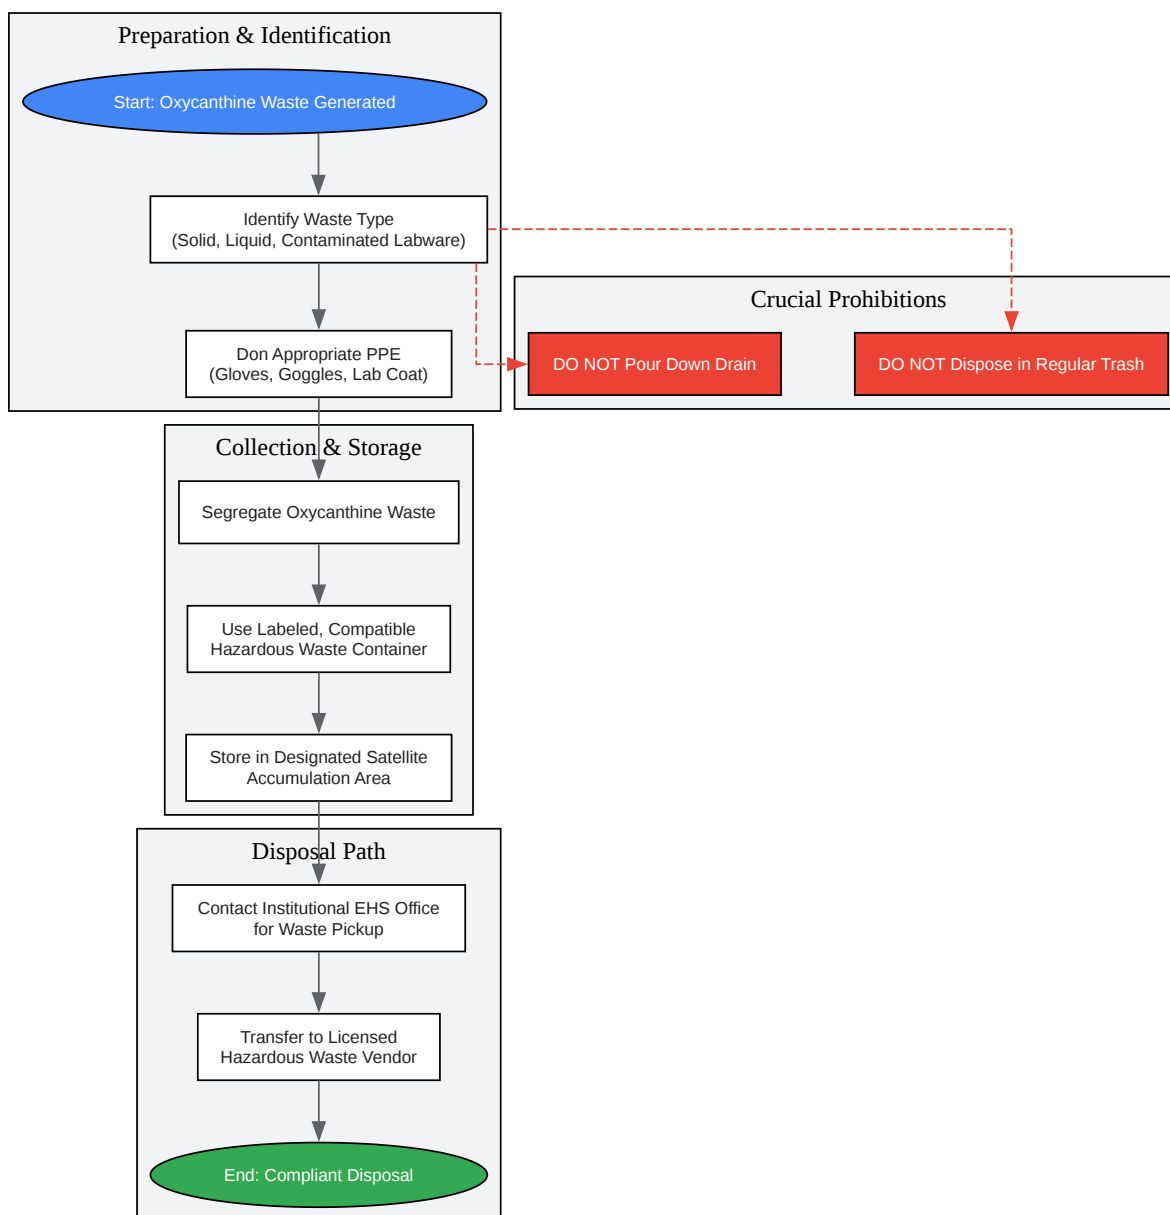 Preparation & Identification
Start: Oxycanthine Waste Generated
Identify Waste Type
(Solid, Liquid, Contaminated Labware)
Don Appropriate PPE
(Gloves, Goggles, Lab Coat)
Crucial Prohibitions
DO NOT Pour Down Drain
DO NOT Dispose in Regular Trash
Collection & Storage
Segregate Oxycanthine Waste
Use Labeled, Compatible
Hazardous Waste Container
Store in Designated Satellite
Accumulation Area
Disposal Path
Contact Institutional EHS Office
for Waste Pickup
Transfer to Licensed
Hazardous Waste Vendor
End: Compliant Disposal